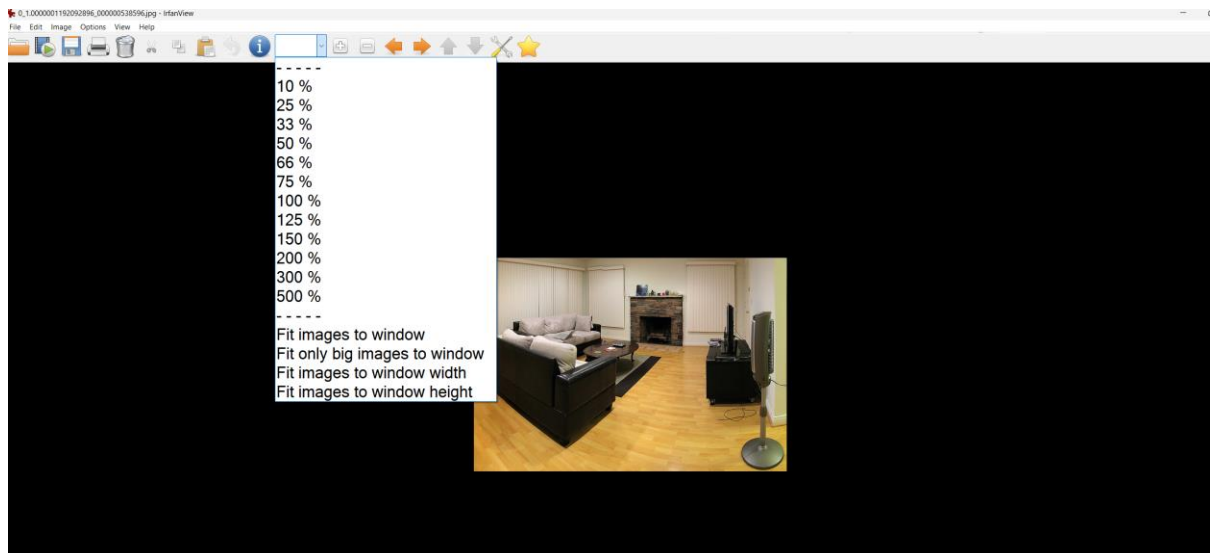 0_1.0000001192092896_000000538596.jpg - IrfanView
File Edit Image Options View Help
- - - - -
10 %
25 %
33 %
50 %
66 %
75 %
100 %
125 %
150 %
200 %
300 %
500 %
- - - - -
Fit images to window
Fit only big images to window
Fit images to window width
Fit images to window height